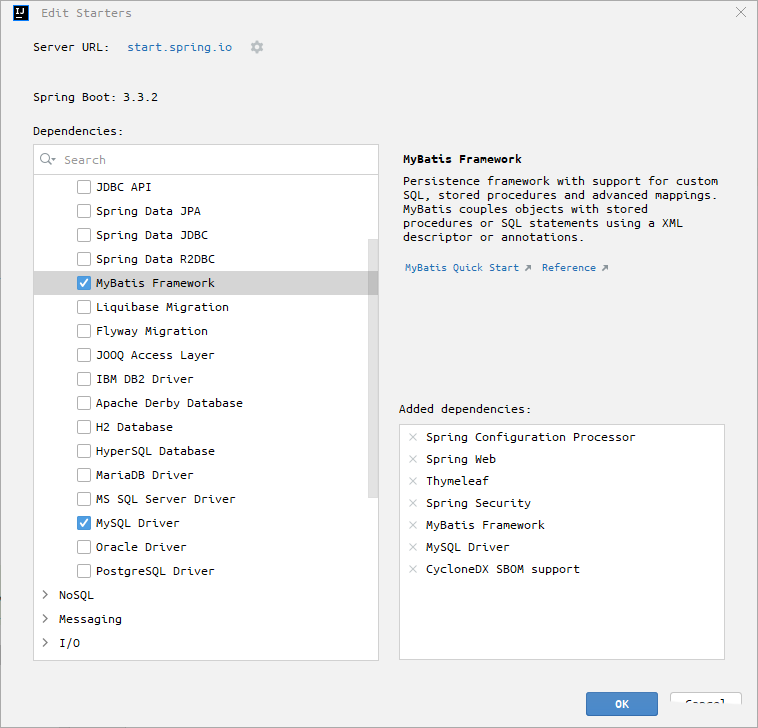 IJ
Edit Starters
Server URL: start.spring.io
Spring Boot: 3.3.2
Dependencies:
Search
JDBC API
Spring Data JPA
Spring Data JDBC
Spring Data R2DBC
MyBatis Framework
Liquibase Migration
Flyway Migration
JOOQ Access Layer
IBM DB2 Driver
Apache Derby Database
H2 Database
HyperSQL Database
MariaDB Driver
MS SQL Server Driver
MySQL Driver
Oracle Driver
PostgreSQL Driver
NoSQL
Messaging
I/O
MyBatis Framework
Persistence framework with support for custom
SQL, stored procedures and advanced mappings.
MyBatis couples objects with stored
procedures or SQL statements using a XML
descriptor or annotations.
MyBatis Quick Start Reference
Added dependencies:
Spring Configuration Processor
Spring Web
Thymeleaf
Spring Security
MyBatis Framework
MySQL Driver
CycloneDX SBOM support
OK Cancel